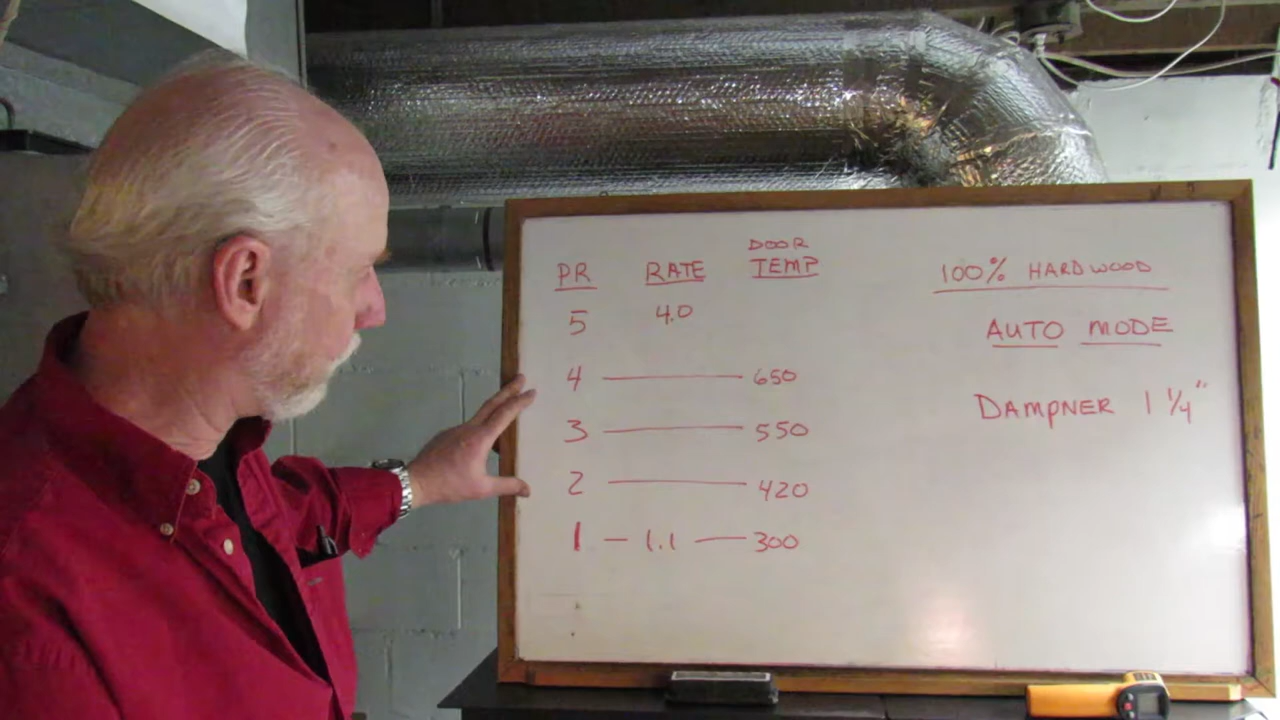 DOOR
PR RATE TEMP
5 4.0
4 — 650
3 — 550
2 — 420
1 — 1.1 — 300
100% HARDWOOD
AUTO MODE
DAMPNER 1 1/4"